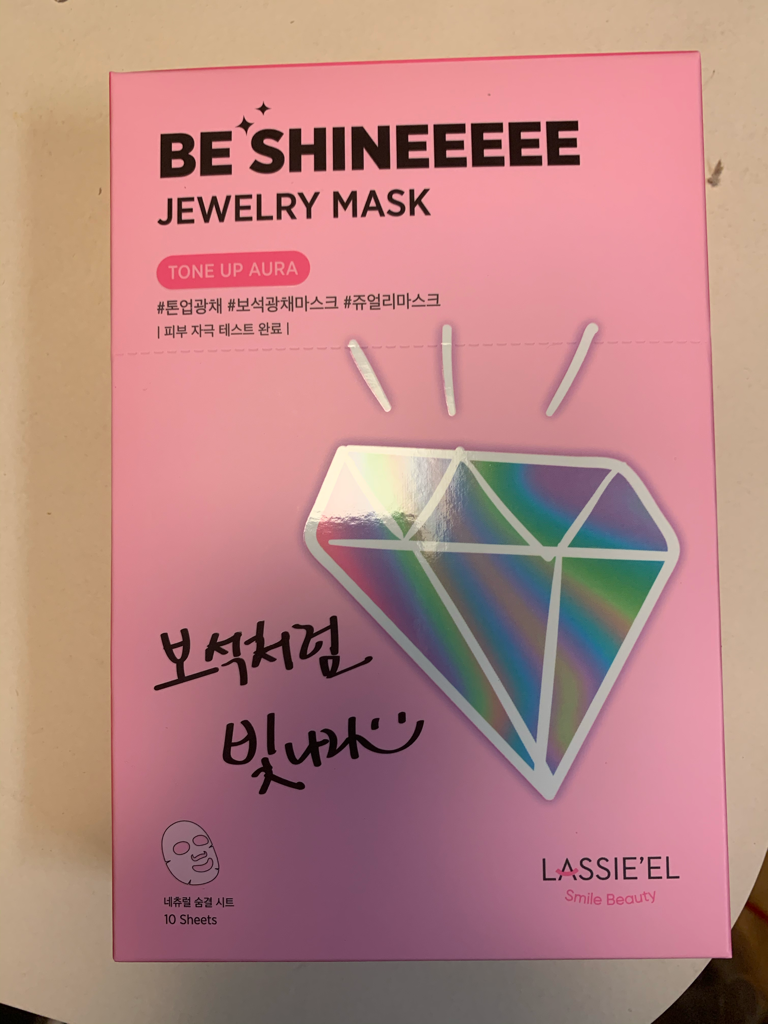 BE SHINEEEEE
JEWELRY MASK
TONE UP AURA
#톤업광채 #보석광채마스크 #쥬얼리마스크
| 피부 자극 테스트 완료 |
보석처럼
빛나라
네츄럴 숨결 시트
10 Sheets
LASSIE'EL
Smile Beauty